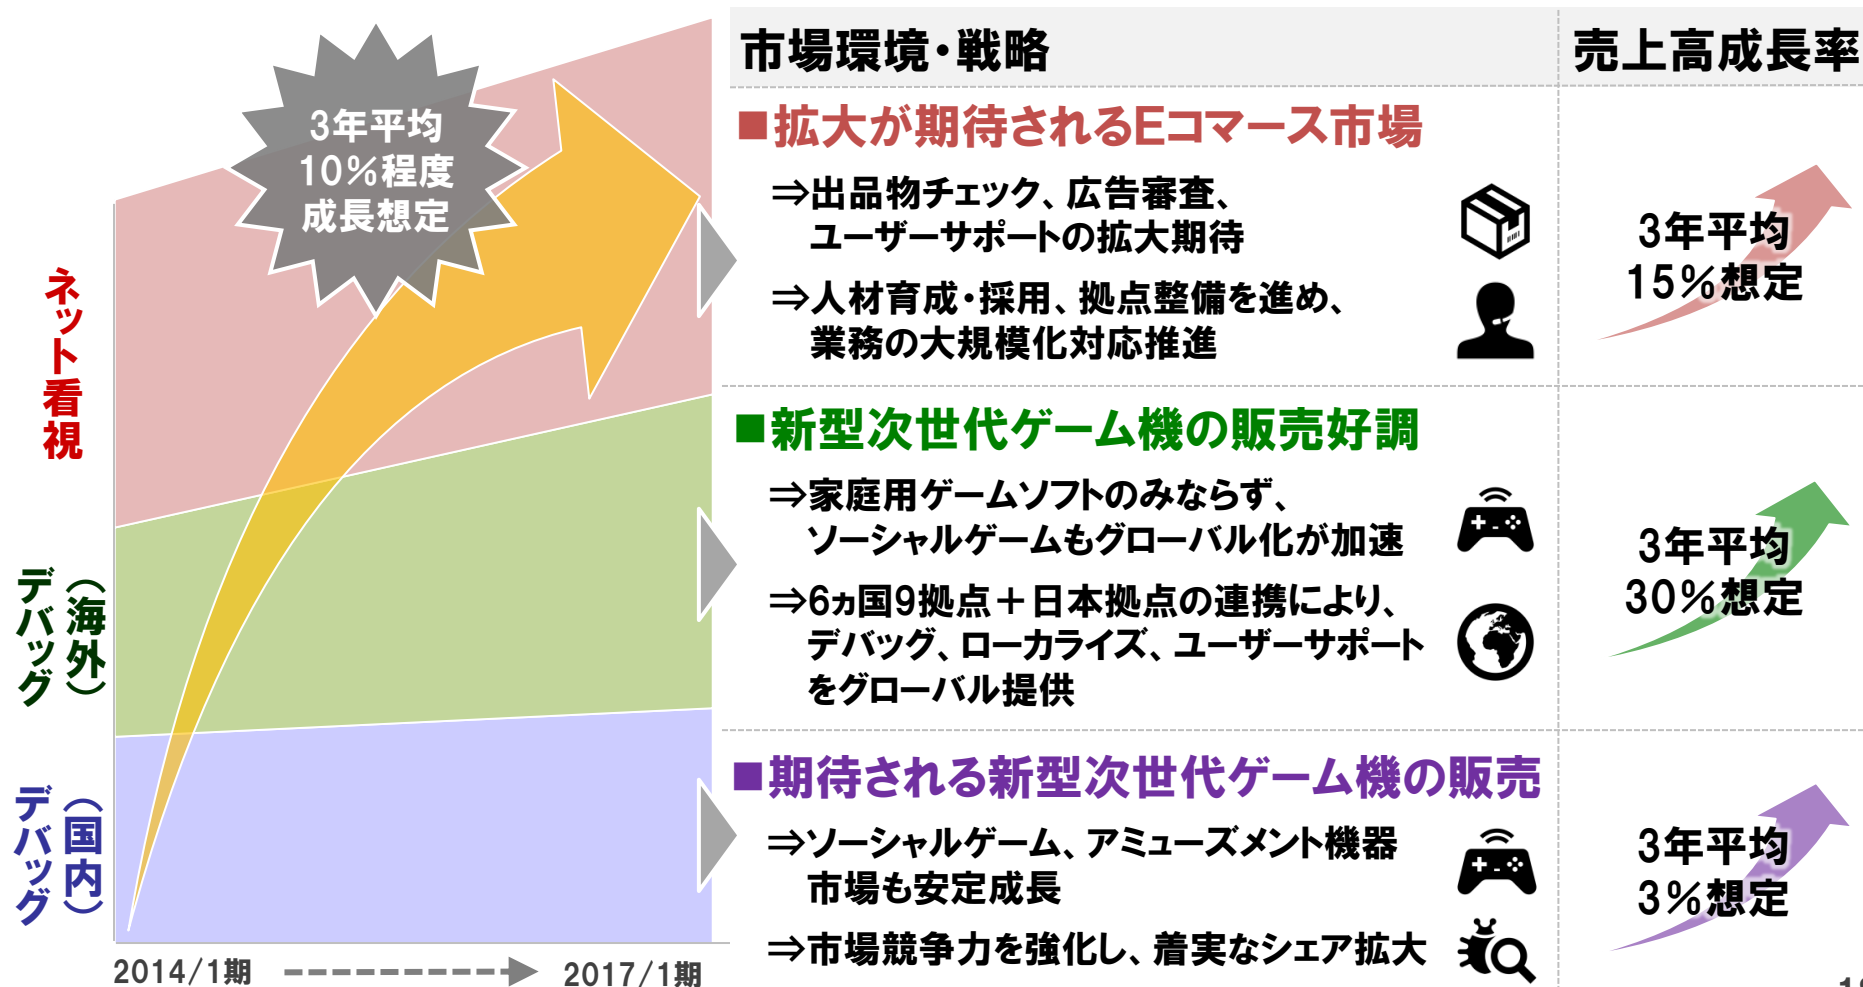 3年平均
10%程度
成長想定
ネット看視
デバッグ
（海外）
デバッグ
（国内）
2014/1期
2017/1期
市場環境・戦略
売上高成長率
■拡大が期待されるEコマース市場
⇒出品物チェック、広告審査、
ユーザーサポートの拡大期待
⇒人材育成・採用、拠点整備を進め、
業務の大規模化対応推進
3年平均
15%想定
■新型次世代ゲーム機の販売好調
⇒家庭用ゲームソフトのみならず、
ソーシャルゲームもグローバル化が加速
⇒6ヵ国9拠点＋日本拠点の連携により、
デバッグ、ローカライズ、ユーザーサポート
をグローバル提供
3年平均
30%想定
■期待される新型次世代ゲーム機の販売
⇒ソーシャルゲーム、アミューズメント機器
市場も安定成長
⇒市場競争力を強化し、着実なシェア拡大
3年平均
3%想定